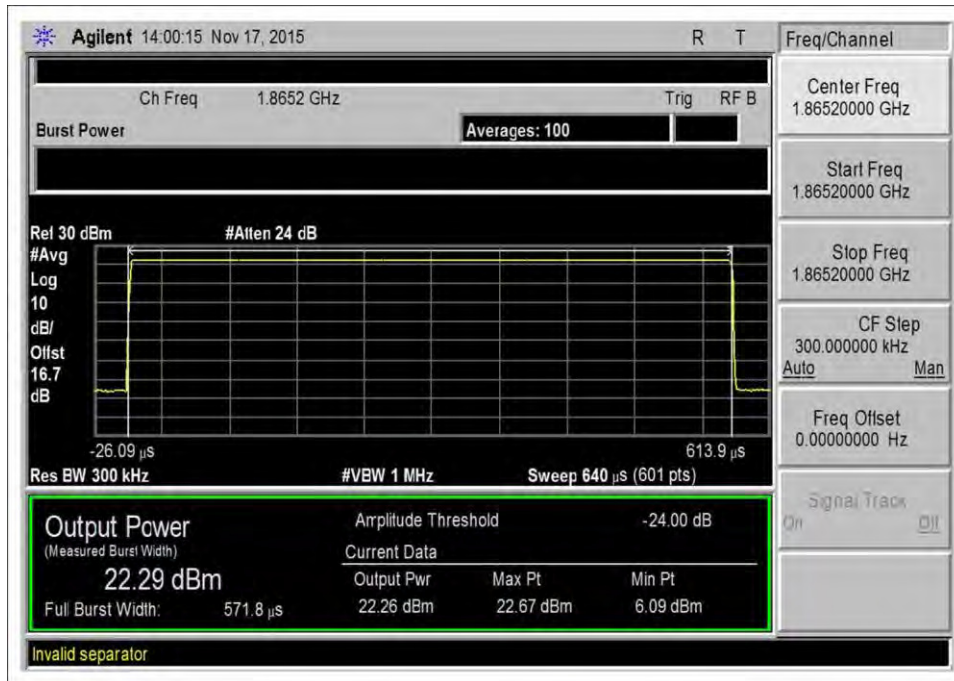 Agilent 14:00:15 Nov 17, 2015 R T
Freq/Channel
Ch Freq 1.8652 GHz Trig RF B
Burst Power Averages: 100
Center Freq
1.86520000 GHz
Start Freq
1.86520000 GHz
Stop Freq
1.86520000 GHz
CF Step
300.000000 kHz
Auto Man
Freq Offset
0.00000000 Hz
Signal Track
On Off
Ref 30 dBm #Atten 24 dB
#Avg
Log
10
dB/
Offst
16.7
dB
-26.09 µs 613.9 µs
Res BW 300 kHz #VBW 1 MHz Sweep 640 µs (601 pts)
Output Power
(Measured Burst Width)
22.29 dBm
Full Burst Width: 571.8 µs
Amplitude Threshold -24.00 dB
Current Data
Output Pwr Max Pt Min Pt
22.26 dBm 22.67 dBm 6.09 dBm
Invalid separator